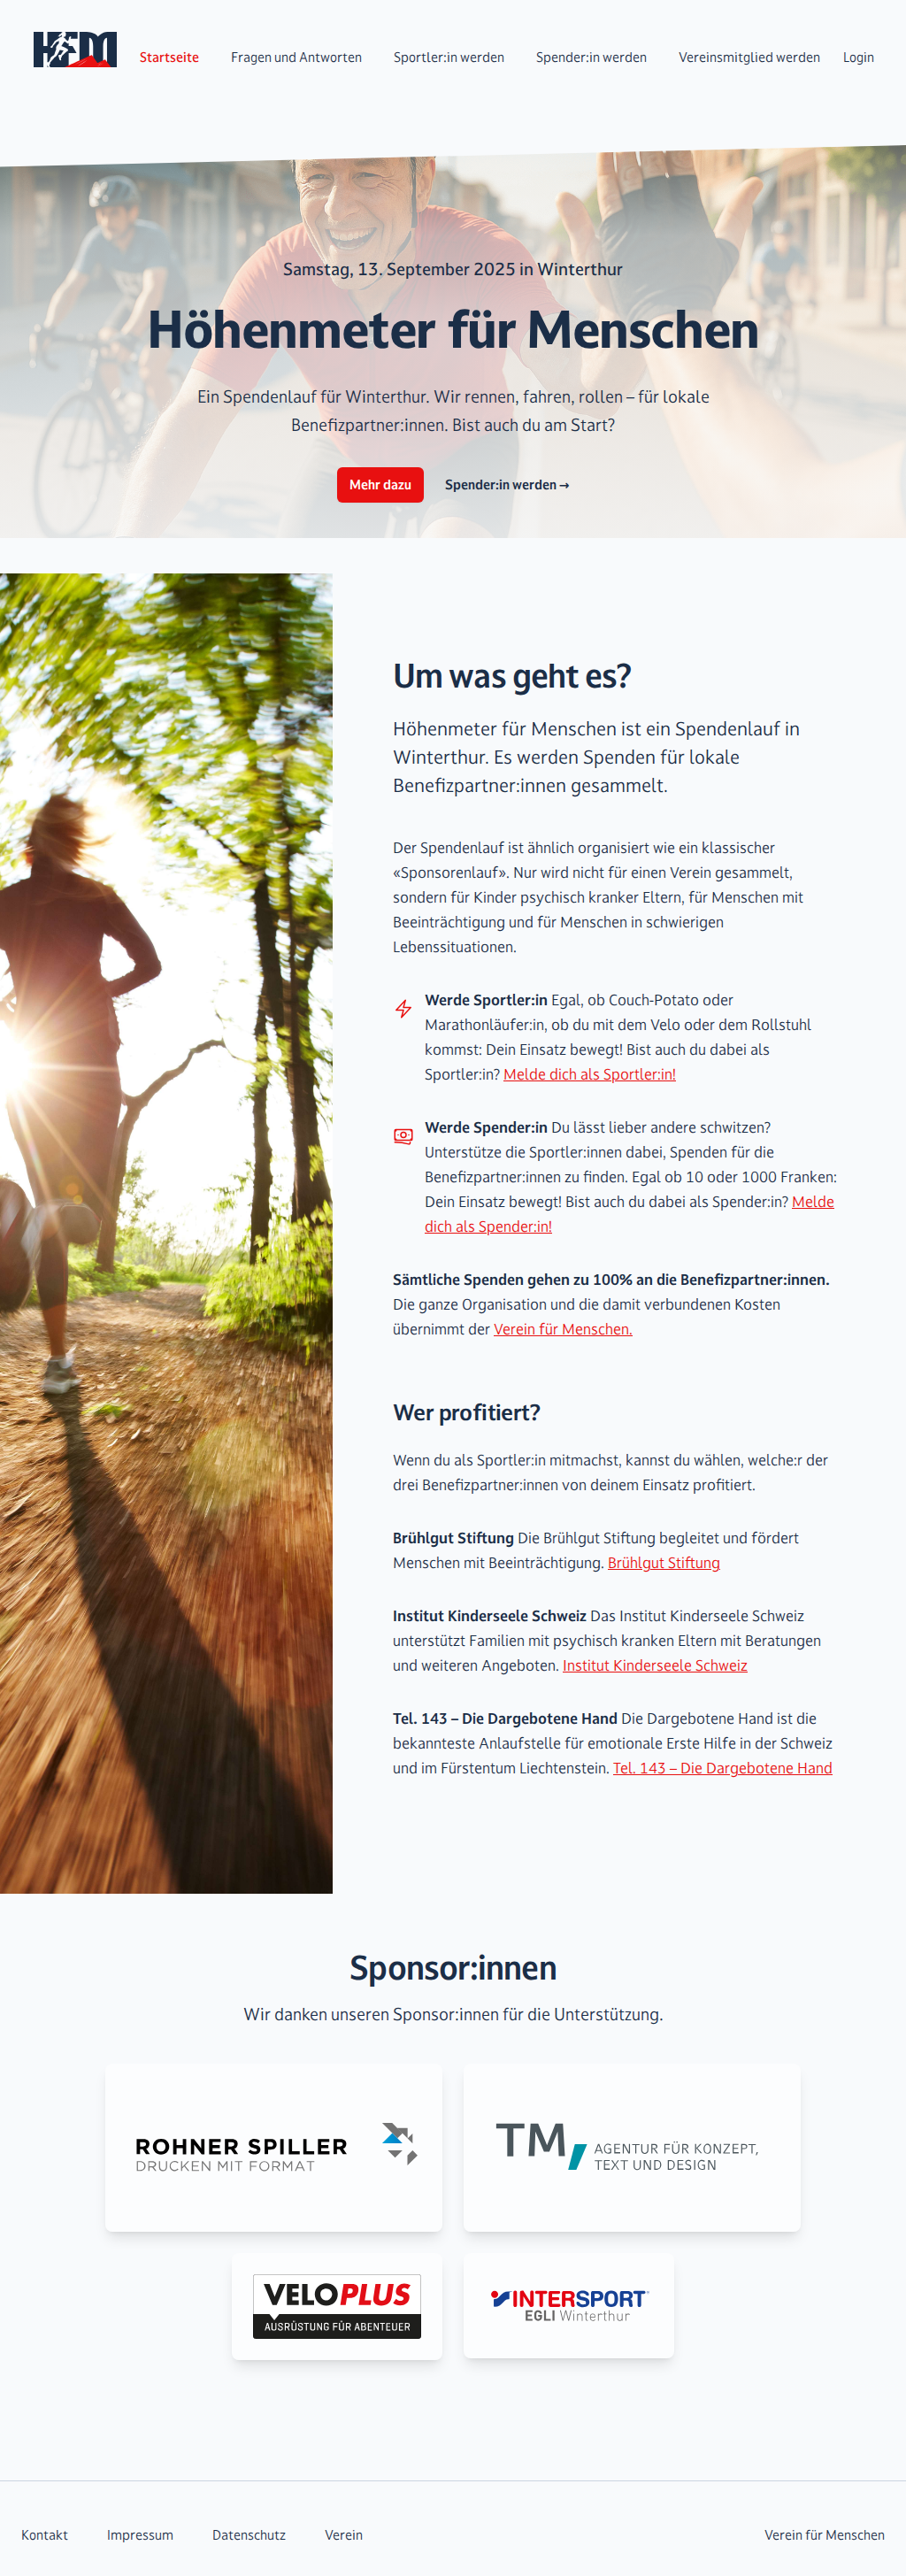 HFM
Startseite
Fragen und Antworten
Sportler:in werden
Spender:in werden
Vereinsmitglied werden
Login
Samstag, 13. September 2025 in Winterthur
Höhenmeter für Menschen
Ein Spendenlauf für Winterthur. Wir rennen, fahren, rollen – für lokale
Benefizpartner:innen. Bist auch du am Start?
Mehr dazu
Spender:in werden →
Um was geht es?
Höhenmeter für Menschen ist ein Spendenlauf in
Winterthur. Es werden Spenden für lokale
Benefizpartner:innen gesammelt.
Der Spendenlauf ist ähnlich organisiert wie ein klassischer
«Sponsorenlauf». Nur wird nicht für einen Verein gesammelt,
sondern für Kinder psychisch kranker Eltern, für Menschen mit
Beeinträchtigung und für Menschen in schwierigen
Lebenssituationen.
Werde Sportler:in Egal, ob Couch-Potato oder
Marathonläufer:in, ob du mit dem Velo oder dem Rollstuhl
kommst: Dein Einsatz bewegt! Bist auch du dabei als
Sportler:in? Melde dich als Sportler:in!
Werde Spender:in Du lässt lieber andere schwitzen?
Unterstütze die Sportler:innen dabei, Spenden für die
Benefizpartner:innen zu finden. Egal ob 10 oder 1000 Franken:
Dein Einsatz bewegt! Bist auch du dabei als Spender:in? Melde
dich als Spender:in!
Sämtliche Spenden gehen zu 100% an die Benefizpartner:innen.
Die ganze Organisation und die damit verbundenen Kosten
übernimmt der Verein für Menschen.
Wer profitiert?
Wenn du als Sportler:in mitmachst, kannst du wählen, welche:r der
drei Benefizpartner:innen von deinem Einsatz profitiert.
Brühlgut Stiftung Die Brühlgut Stiftung begleitet und fördert
Menschen mit Beeinträchtigung. Brühlgut Stiftung
Institut Kinderseele Schweiz Das Institut Kinderseele Schweiz
unterstützt Familien mit psychisch kranken Eltern mit Beratungen
und weiteren Angeboten. Institut Kinderseele Schweiz
Tel. 143 – Die Dargebotene Hand Die Dargebotene Hand ist die
bekannteste Anlaufstelle für emotionale Erste Hilfe in der Schweiz
und im Fürstentum Liechtenstein. Tel. 143 – Die Dargebotene Hand
Sponsor:innen
Wir danken unseren Sponsor:innen für die Unterstützung.
ROHNER SPILLER
DRUCKEN MIT FORMAT
TM,
AGENTUR FÜR KONZEPT,
TEXT UND DESIGN
VELOPLUS
AUSRÜSTUNG FÜR ABENTEUER
INTERSPORT
EGLI Winterthur
Kontakt
Impressum
Datenschutz
Verein
Verein für Menschen